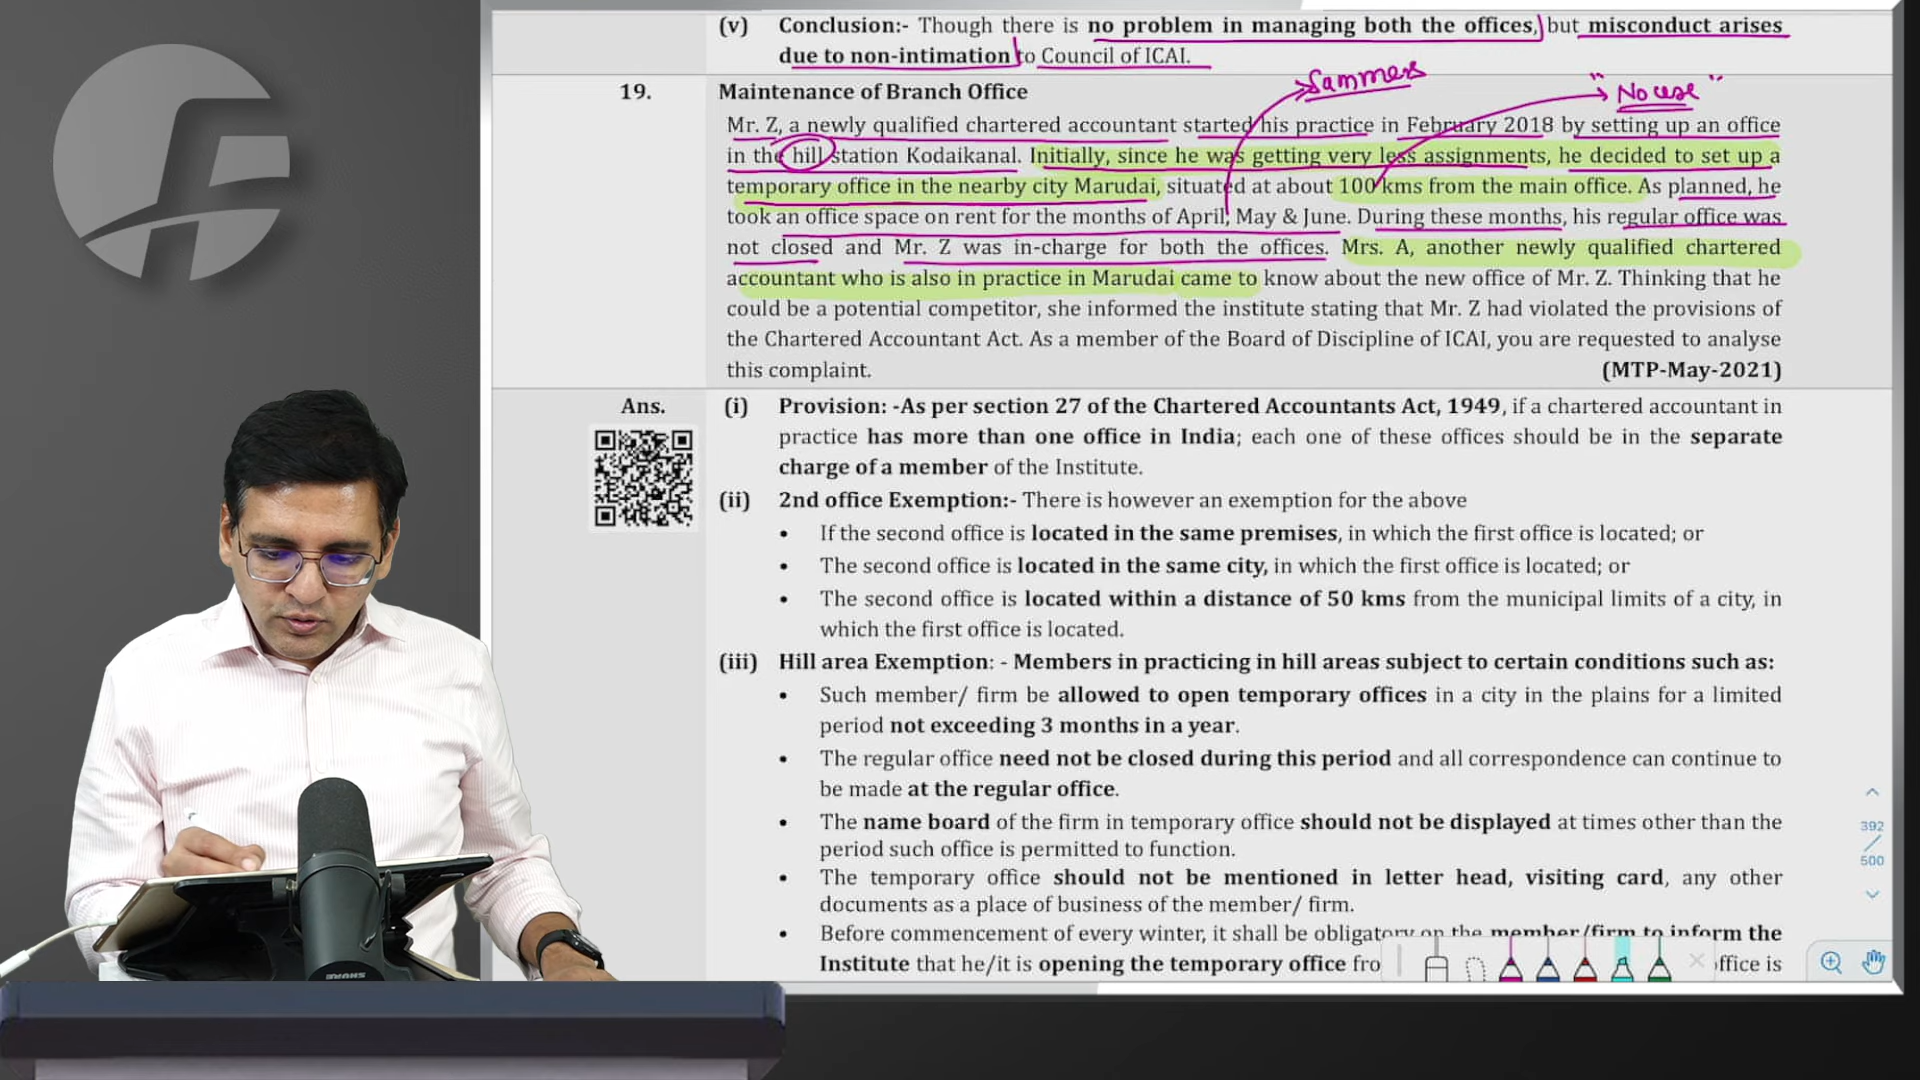 (v) Conclusion:- Though there is no problem in managing both the offices, but misconduct arises
due to non-intimation to Council of ICAI.
Sammers
"No use"
19. Maintenance of Branch Office
Mr. Z, a newly qualified chartered accountant started his practice in February 2018 by setting up an office
in the hill station Kodaikanal. Initially, since he was getting very less assignments, he decided to set up a
temporary office in the nearby city Marudai, situated at about 100 kms from the main office. As planned, he
took an office space on rent for the months of April, May & June. During these months, his regular office was
not closed and Mr. Z was in-charge for both the offices. Mrs. A, another newly qualified chartered
accountant who is also in practice in Marudai came to know about the new office of Mr. Z. Thinking that he
could be a potential competitor, she informed the institute stating that Mr. Z had violated the provisions of
the Chartered Accountant Act. As a member of the Board of Discipline of ICAI, you are requested to analyse
this complaint. (MTP-May-2021)
Ans. (i) Provision: -As per section 27 of the Chartered Accountants Act, 1949, if a chartered accountant in
practice has more than one office in India; each one of these offices should be in the separate
charge of a member of the Institute.
(ii) 2nd office Exemption:- There is however an exemption for the above
• If the second office is located in the same premises, in which the first office is located; or
• The second office is located in the same city, in which the first office is located; or
• The second office is located within a distance of 50 kms from the municipal limits of a city, in
which the first office is located.
(iii) Hill area Exemption: - Members in practicing in hill areas subject to certain conditions such as:
• Such member/ firm be allowed to open temporary offices in a city in the plains for a limited
period not exceeding 3 months in a year.
• The regular office need not be closed during this period and all correspondence can continue to
be made at the regular office.
• The name board of the firm in temporary office should not be displayed at times other than the
period such office is permitted to function.
• The temporary office should not be mentioned in letter head, visiting card, any other
documents as a place of business of the member/ firm.
• Before commencement of every winter, it shall be obligatory on the member/firm to inform the
Institute that he/it is opening the temporary office fro office is
392
/
500
SHURE